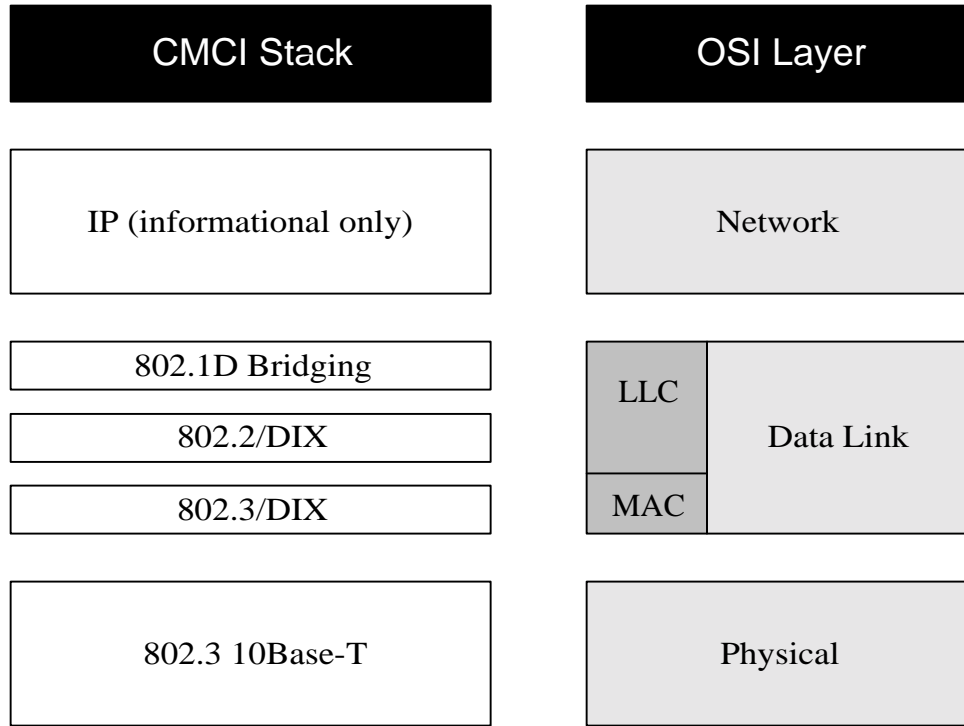 CMCI Stack
OSI Layer
IP (informational only)
Network
802.1D Bridging
802.2/DIX
802.3/DIX
LLC
MAC
Data Link
802.3 10Base-T
Physical